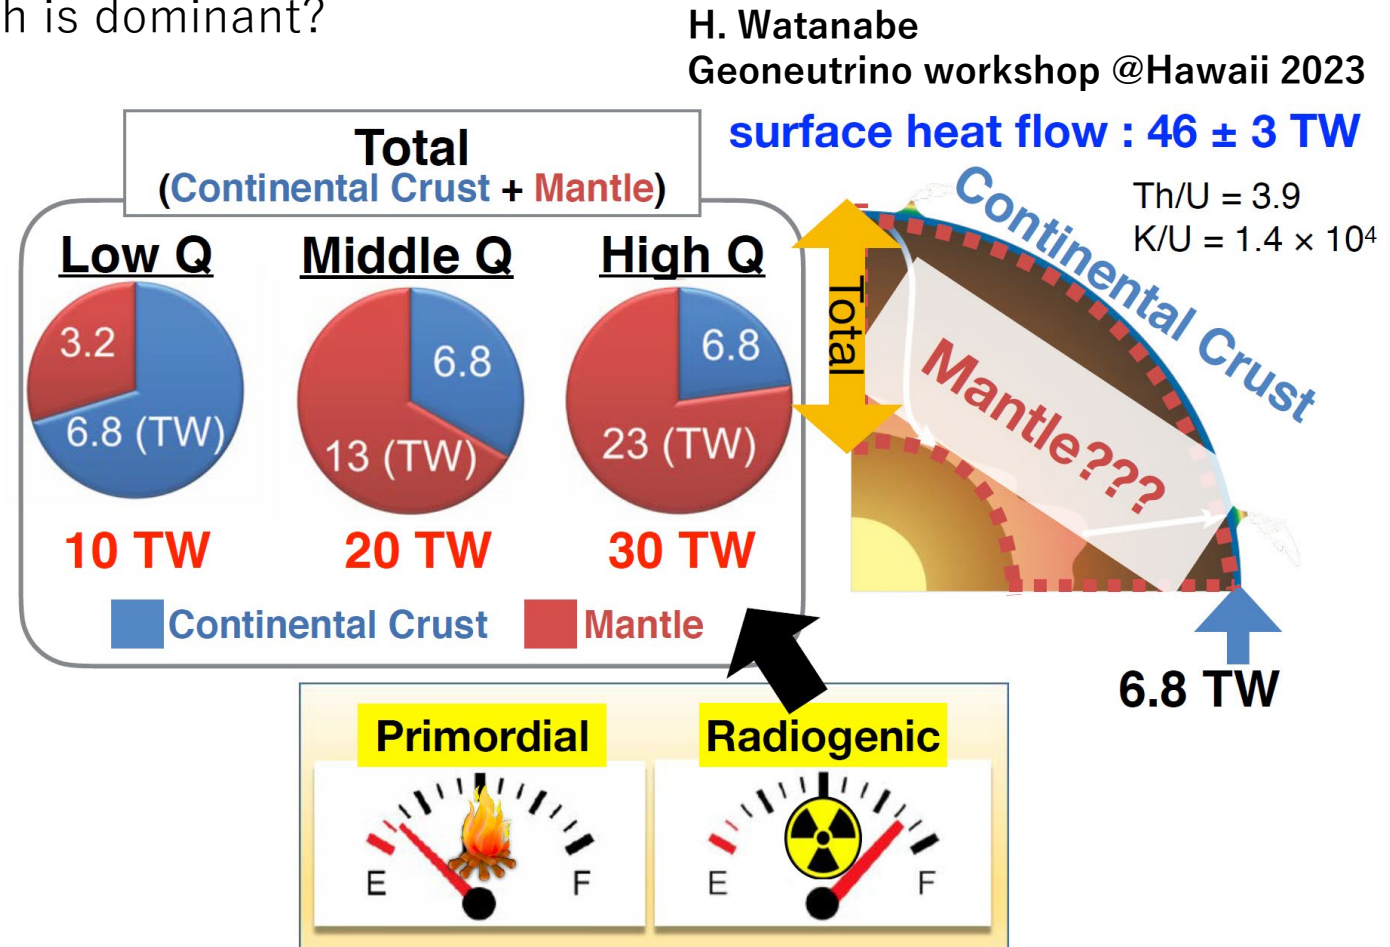 h is dominant?
H. Watanabe
Geoneutrino workshop @Hawaii 2023
surface heat flow : 46 ± 3 TW
Total
(Continental Crust + Mantle)
Th/U = 3.9
K/U = 1.4 × 10⁴
Low Q
Middle Q
High Q
3.2
6.8 (TW)
6.8
13 (TW)
6.8
23 (TW)
10 TW
20 TW
30 TW
Continental Crust
Mantle
Total
Continental Crust
Mantle???
6.8 TW
Primordial
Radiogenic
E
F
E
F